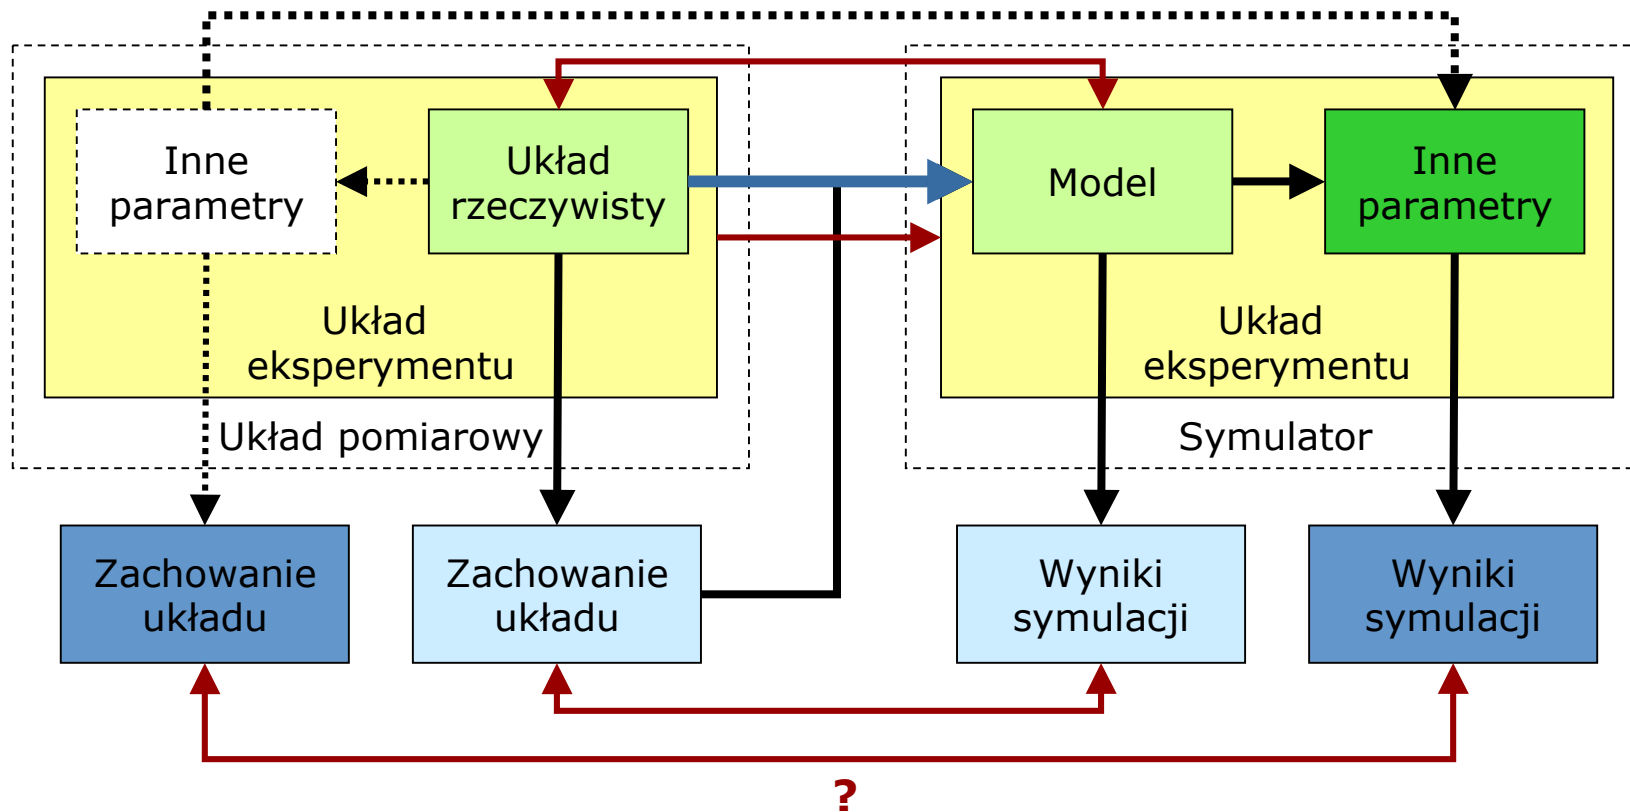 Inne
parametry
Układ
rzeczywisty
Model
Inne
parametry
Układ
eksperymentu
Układ
eksperymentu
Układ pomiarowy
Symulator
Zachowanie
układu
Zachowanie
układu
Wyniki
symulacji
Wyniki
symulacji
?